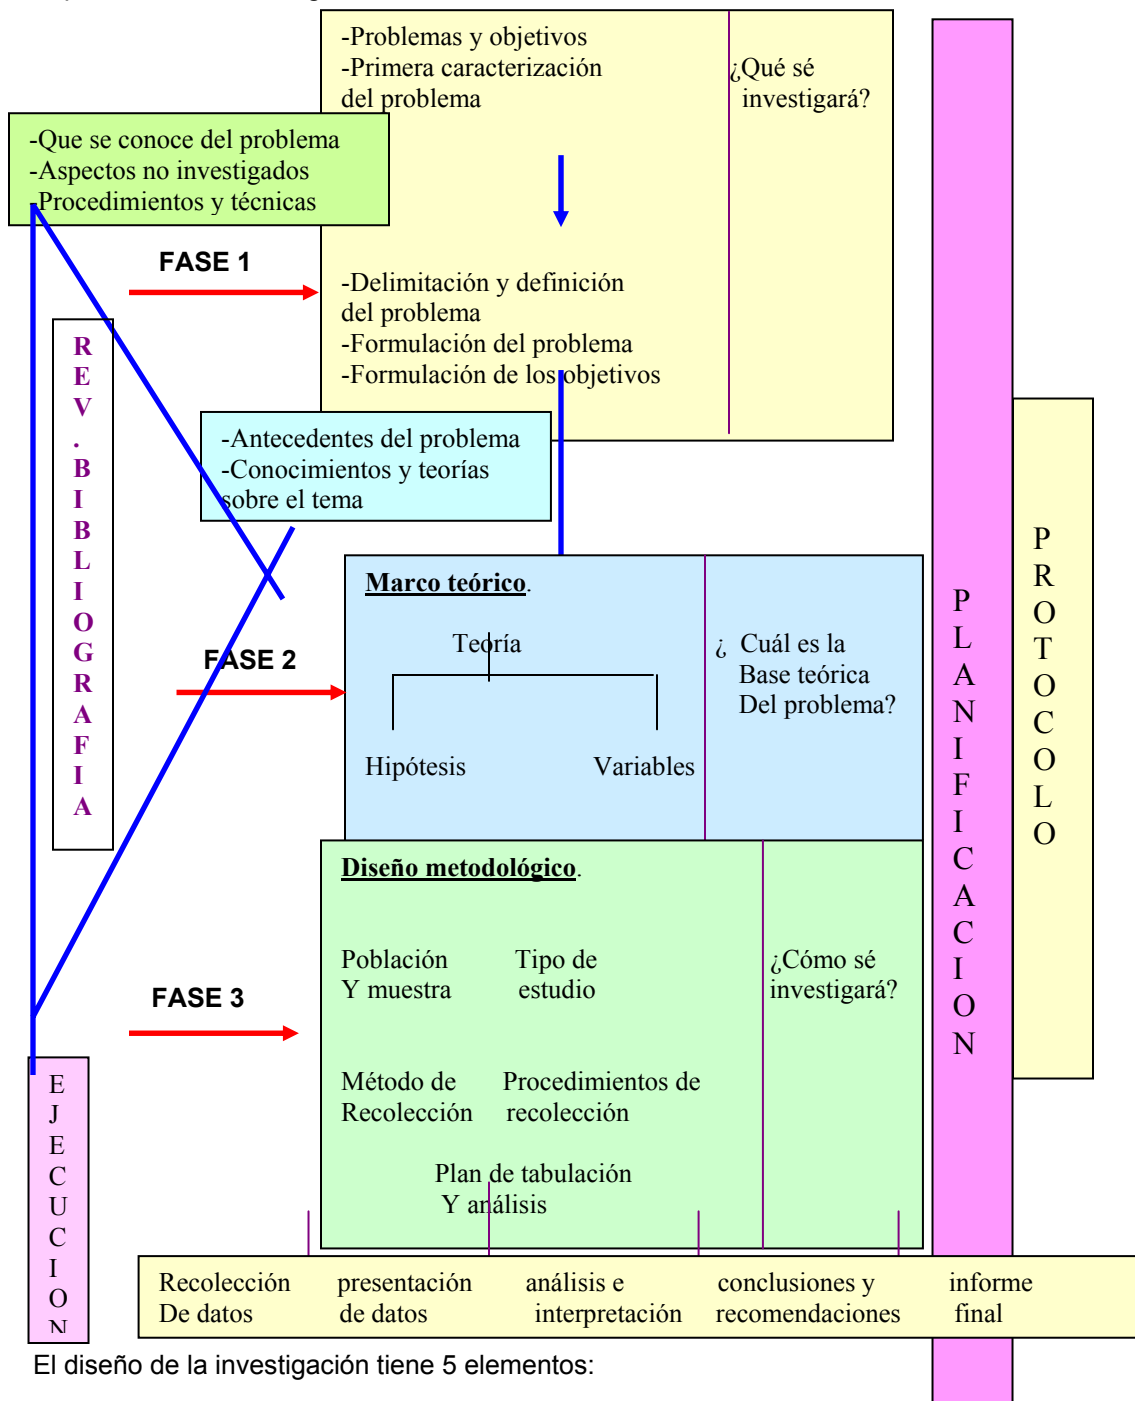 -Problemas y objetivos
-Primera caracterización
del problema
¿Qué sé
investigará?
-Que se conoce del problema
-Aspectos no investigados
-Procedimientos y técnicas
FASE 1
-Delimitación y definición
del problema
-Formulación del problema
-Formulación de los objetivos
REV.BIBLIOGRAFIA
-Antecedentes del problema
-Conocimientos y teorías
sobre el tema
Marco teórico.
Teoría
Hipótesis Variables
¿ Cuál es la
Base teórica
Del problema?
FASE 2
PLANIFICACION
PROTOCOLO
Diseño metodológico.
Población Tipo de
Y muestra estudio
¿Cómo sé
investigará?
FASE 3
Método de Procedimientos de
Recolección recolección
Plan de tabulación
Y análisis
EJECUCION
Recolección presentación análisis e conclusiones y informe
De datos de datos interpretación recomendaciones final
El diseño de la investigación tiene 5 elementos: